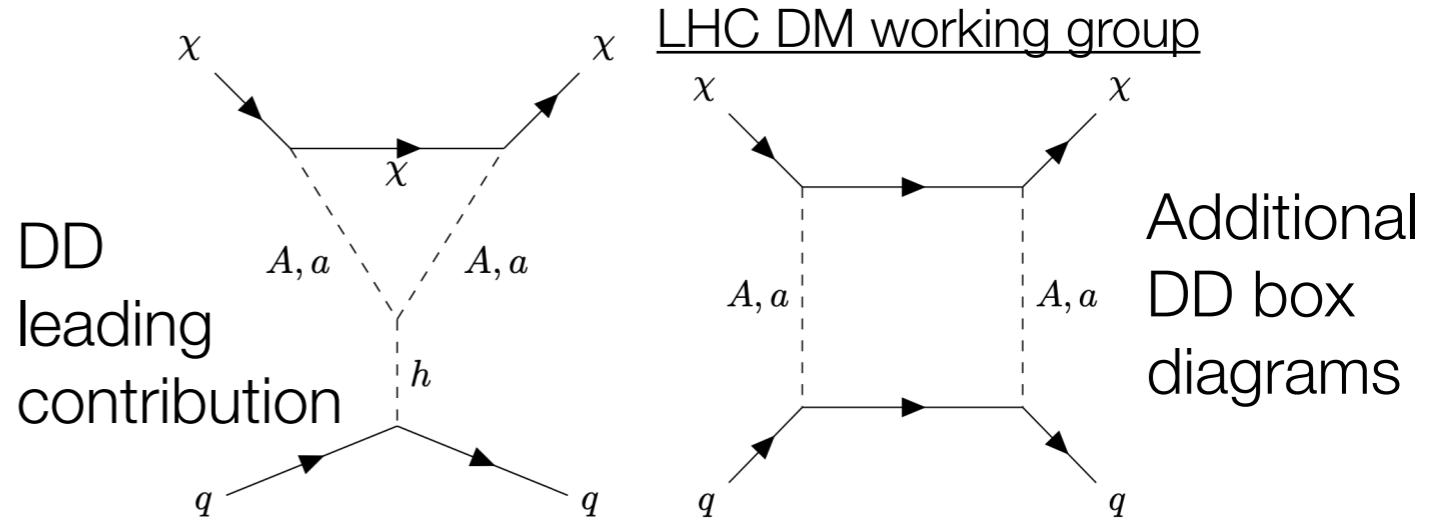 LHC DM working group
χ χ
χ χ
χ
DD
leading
contribution
A, a A, a
h
q q
A, a A, a
q q
Additional
DD box
diagrams